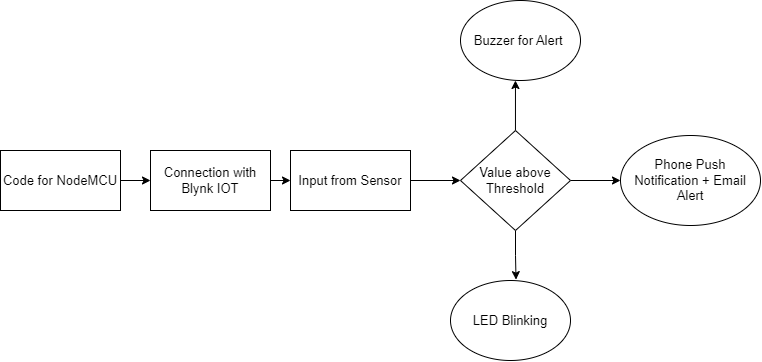 Buzzer for Alert
Code for NodeMCU
Connection with
Blynk IOT
Input from Sensor
Value above
Threshold
Phone Push
Notification + Email
Alert
LED Blinking